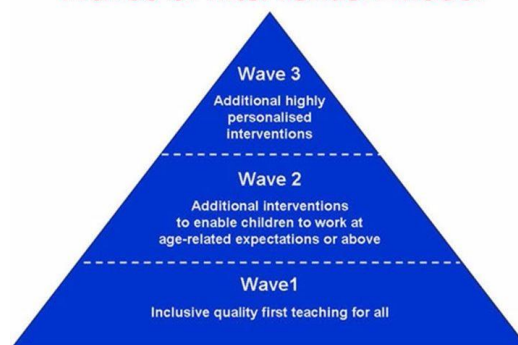 Wave 3
Additional highly
personalised
interventions
Wave 2
Additional interventions
to enable children to work at
age-related expectations or above
Wave1
Inclusive quality first teaching for all